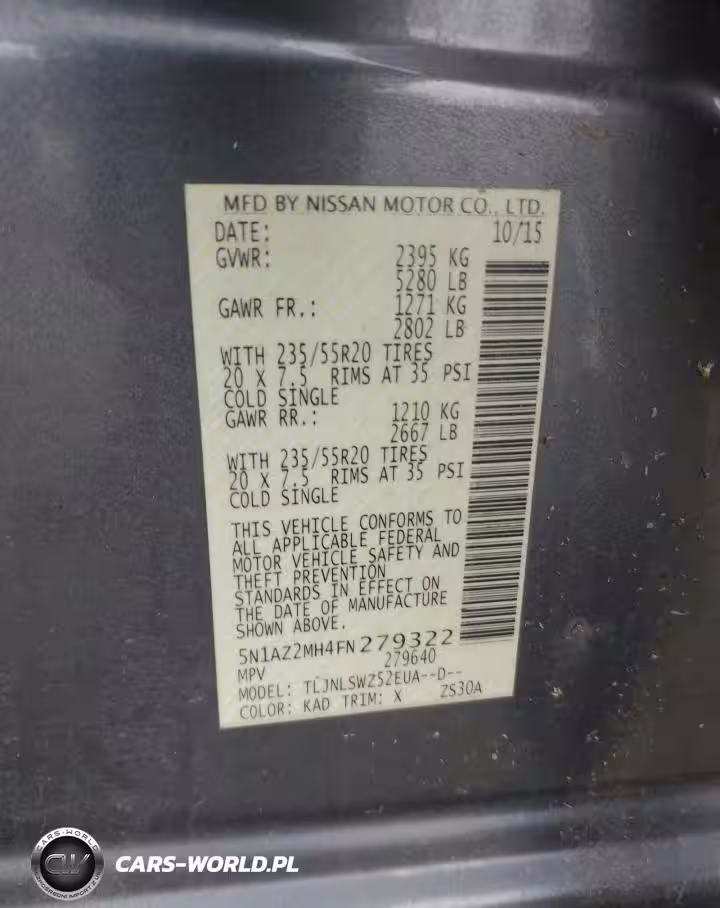 MFD BY NISSAN MOTOR CO., LTD.
DATE: 10/15
GVWR: 2395 KG
5280 LB
GAWR FR.: 1271 KG
2802 LB
WITH 235/55R20 TIRES
20 X 7.5 RIMS AT 35 PSI
COLD SINGLE
GAWR RR.: 1210 KG
2667 LB
WITH 235/55R20 TIRES
20 X 7.5 RIMS AT 35 PSI
COLD SINGLE
THIS VEHICLE CONFORMS TO
ALL APPLICABLE FEDERAL
MOTOR VEHICLE SAFETY AND
THEFT PREVENTION
STANDARDS IN EFFECT ON
THE DATE OF MANUFACTURE
SHOWN ABOVE.
5N1AZ2MH4FN279322
MPV 279640
MODEL: TLJNLSWZ52EUA--D--
COLOR: KAD TRIM: X ZS30A
CARS-WORLD
CW
CARS-WORLD.PL